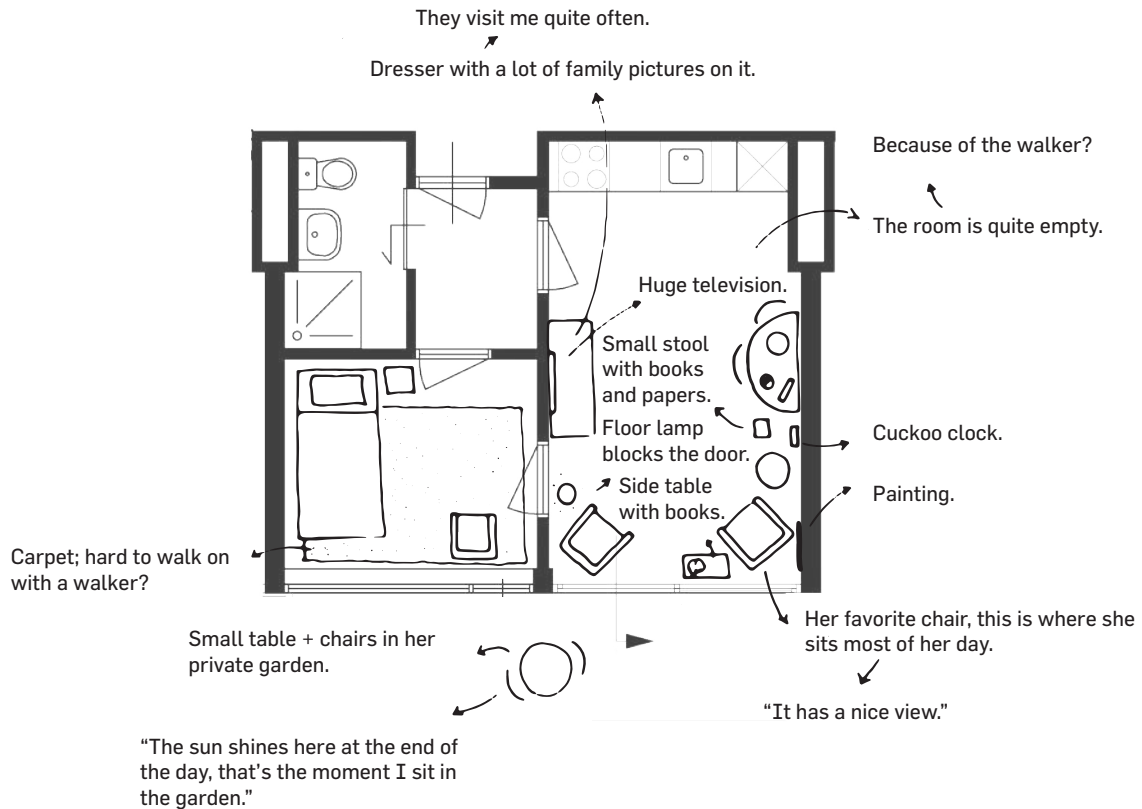 They visit me quite often.
Dresser with a lot of family pictures on it.
Because of the walker?
The room is quite empty.
Huge television.
Small stool
with books
and papers.
Floor lamp
blocks the door.
Side table
with books.
Cuckoo clock.
Painting.
Carpet; hard to walk on
with a walker?
Her favorite chair, this is where she
sits most of her day.
“It has a nice view.”
Small table + chairs in her
private garden.
“The sun shines here at the end of
the day, that’s the moment I sit in
the garden.”